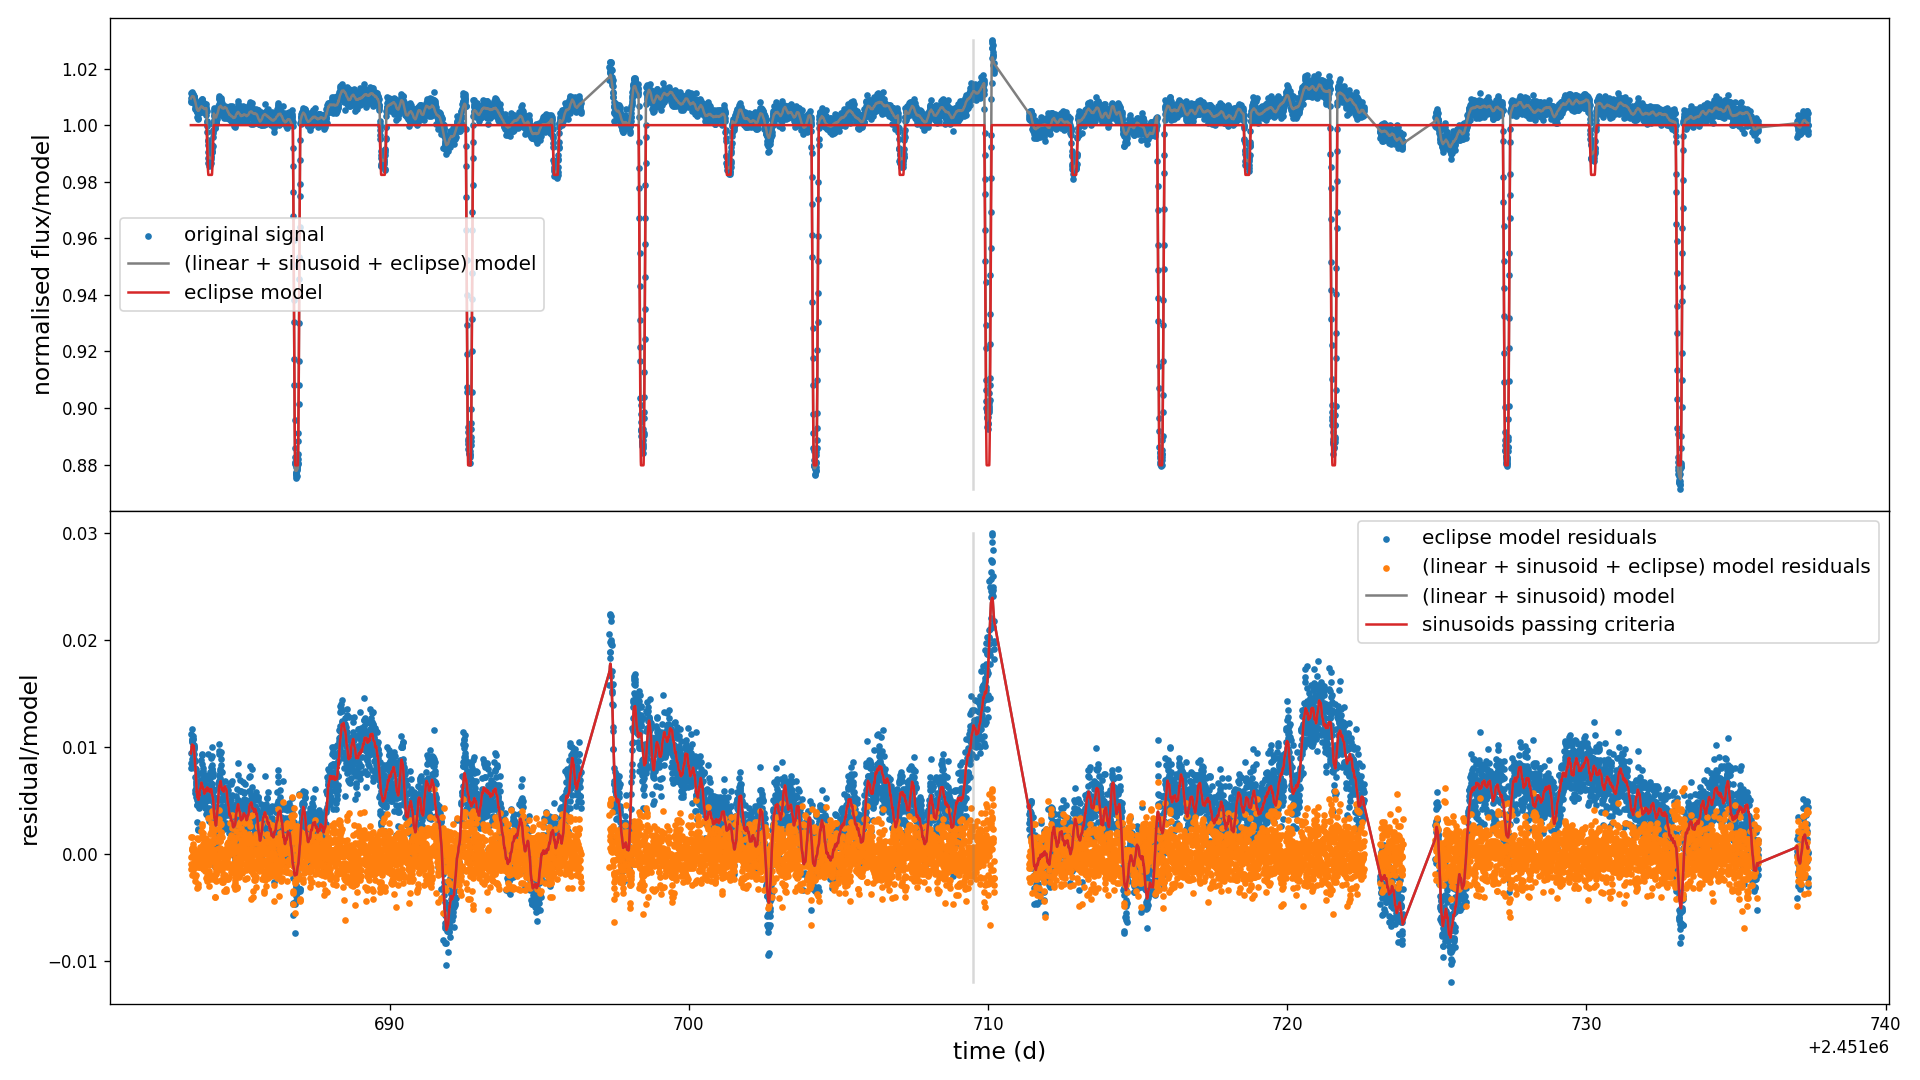 normalised flux/model
1.02
1.00
0.98
0.96
0.94
0.92
0.90
0.88
original signal
(linear + sinusoid + eclipse) model
eclipse model
residual/model
0.03
0.02
0.01
0.00
−0.01
eclipse model residuals
(linear + sinusoid + eclipse) model residuals
(linear + sinusoid) model
sinusoids passing criteria
690
700
710
720
730
740
time (d)
+2.451e6